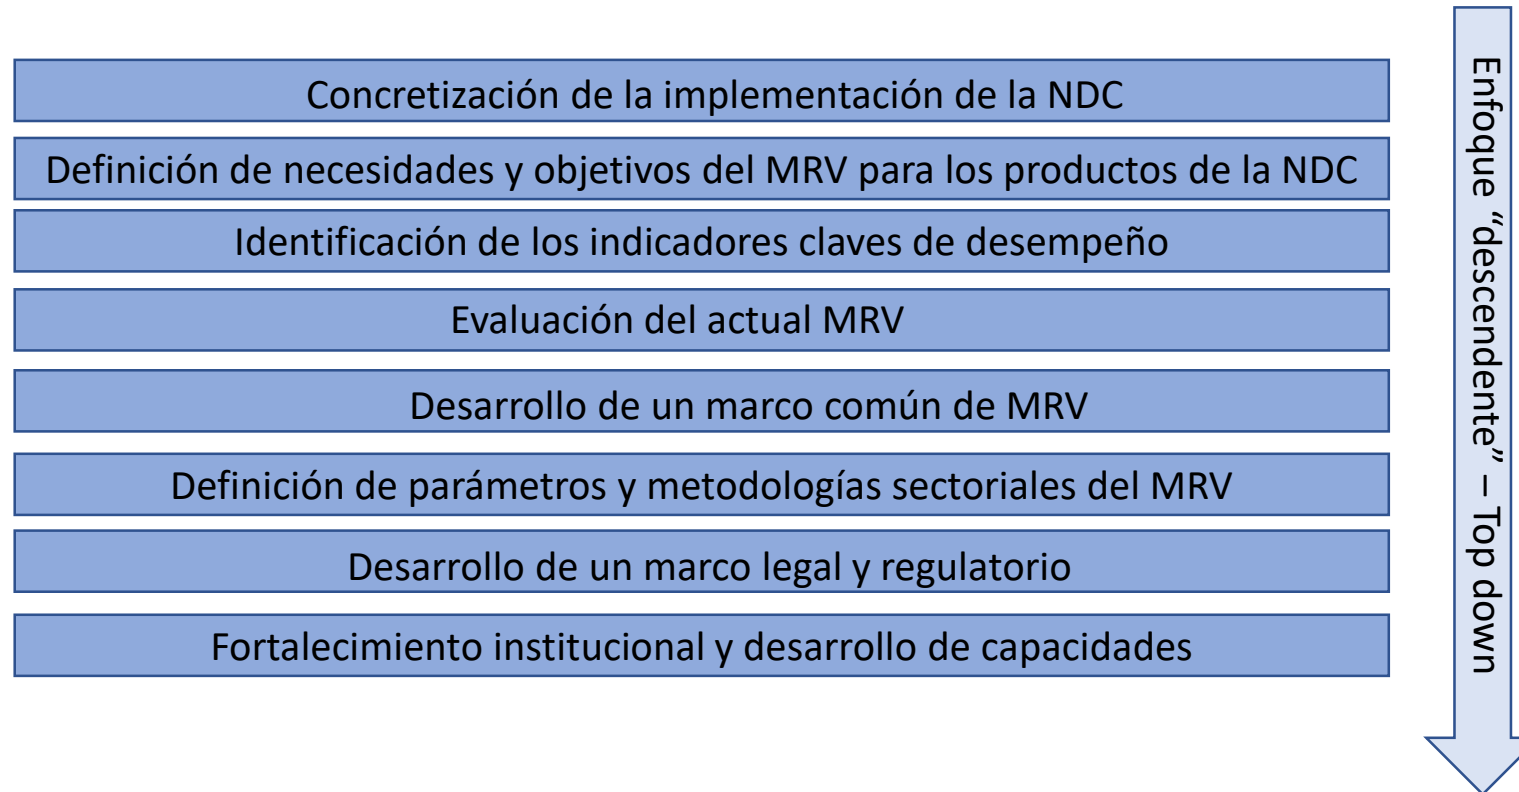 Concretización de la implementación de la NDC
Definición de necesidades y objetivos del MRV para los productos de la NDC
Identificación de los indicadores claves de desempeño
Evaluación del actual MRV
Desarrollo de un marco común de MRV
Definición de parámetros y metodologías sectoriales del MRV
Desarrollo de un marco legal y regulatorio
Fortalecimiento institucional y desarrollo de capacidades
Enfoque “descendente” – Top down